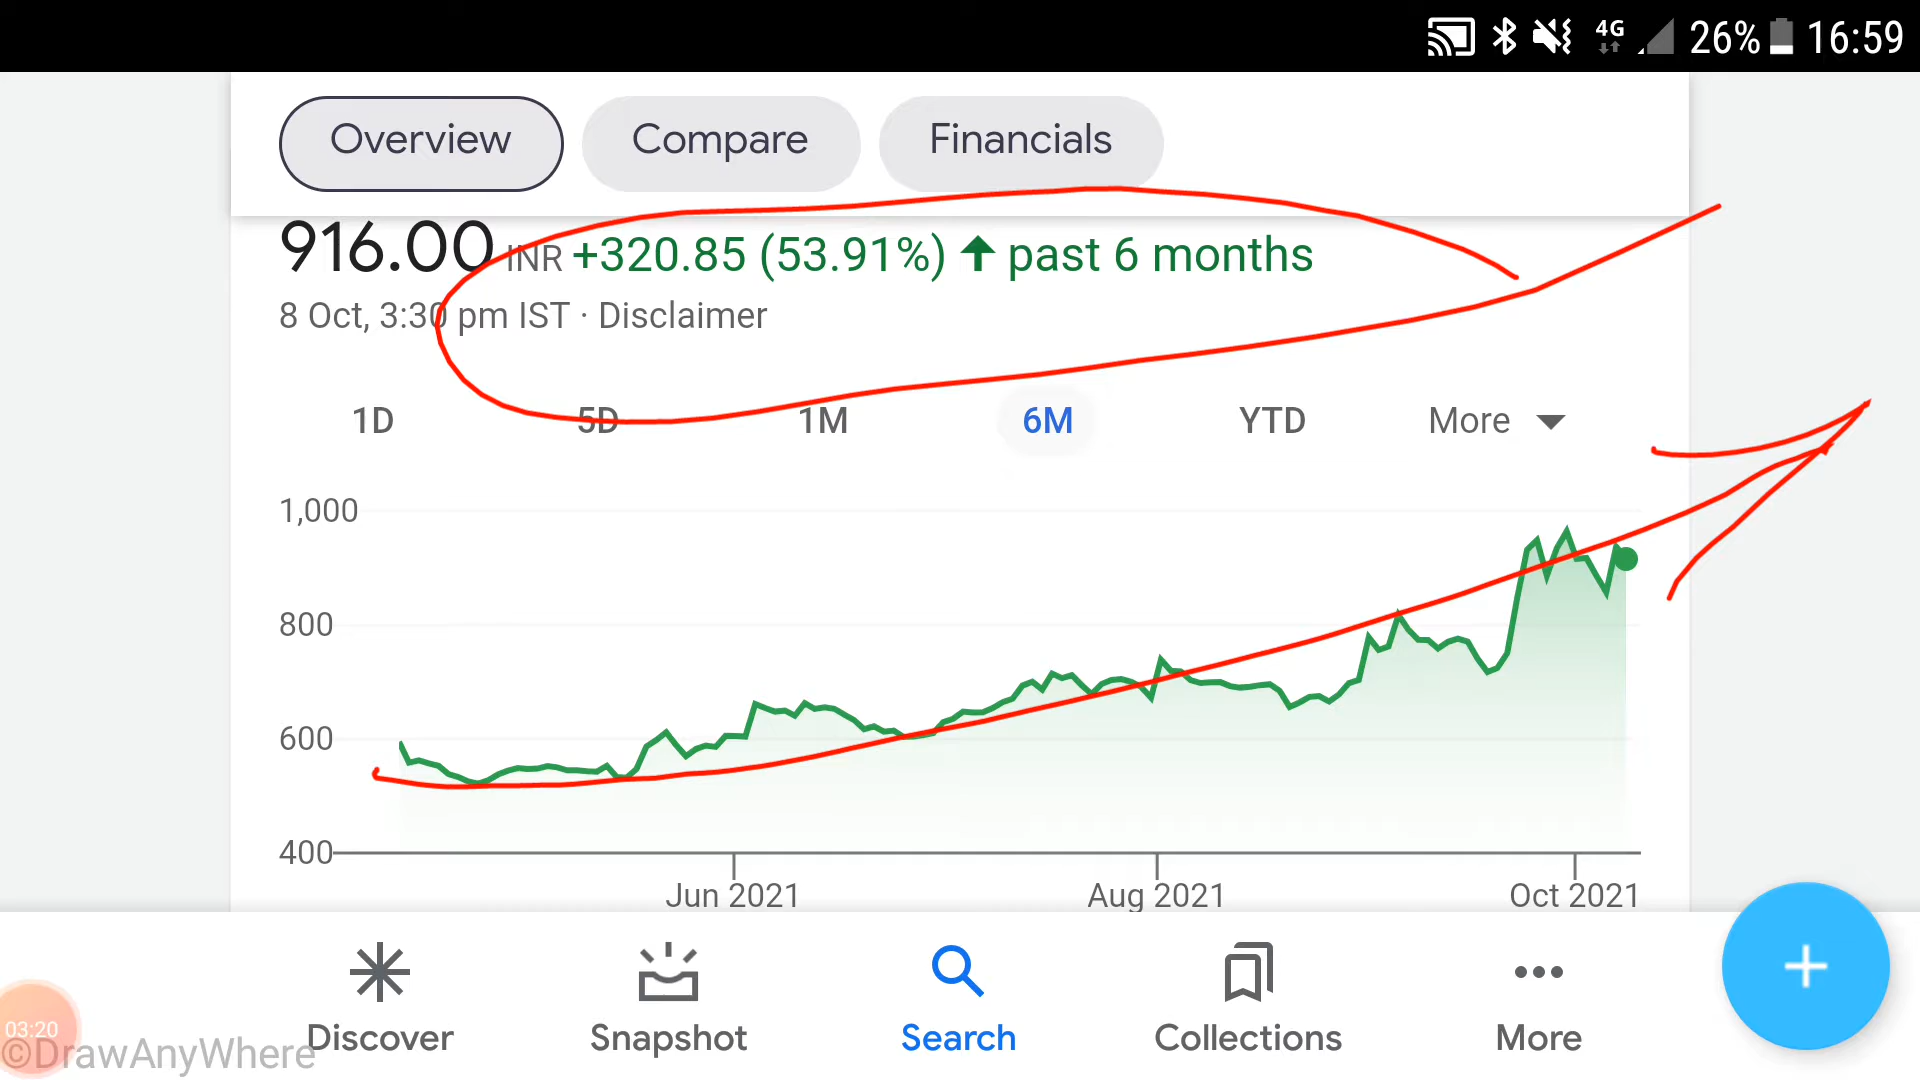 4G 26% 16:59
Overview Compare Financials
916.00 INR +320.85 (53.91%) past 6 months
8 Oct, 3:30 pm IST · Disclaimer
1D 5D 1M 6M YTD More
1,000
800
600
400
Jun 2021 Aug 2021 Oct 2021
Discover Snapshot Search Collections More
03:20
©DrawAnyWhere